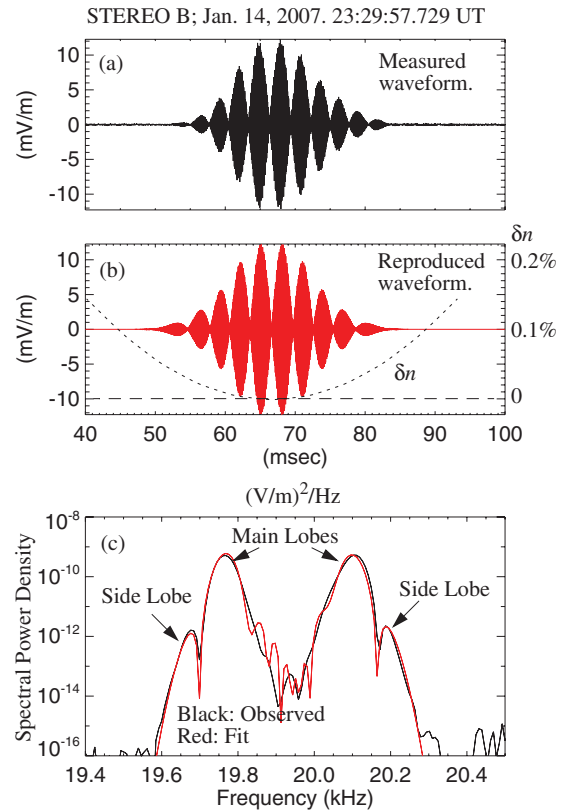 STEREO B; Jan. 14, 2007. 23:29:57.729 UT
(a)
Measured
waveform.
(mV/m)
10
5
0
-5
-10
(b)
Reproduced
waveform.
(mV/m)
10
5
0
-5
-10
δn
0.2%
0.1%
0
δn
40 50 60 70 80 90 100
(msec)
(V/m)²/Hz
(c)
Main Lobes
Side Lobe
Side Lobe
Spectral Power Density
10⁻⁸
10⁻¹⁰
10⁻¹²
10⁻¹⁴
10⁻¹⁶
Black: Observed
Red: Fit
19.4 19.6 19.8 20.0 20.2 20.4
Frequency (kHz)